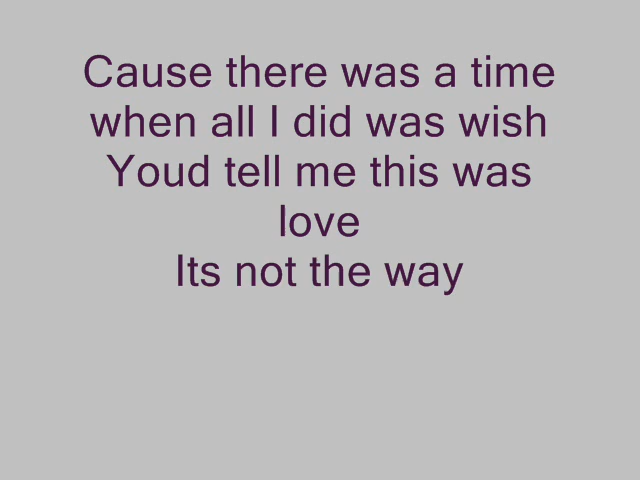 Cause there was a time
when all I did was wish
Youd tell me this was
love
Its not the way